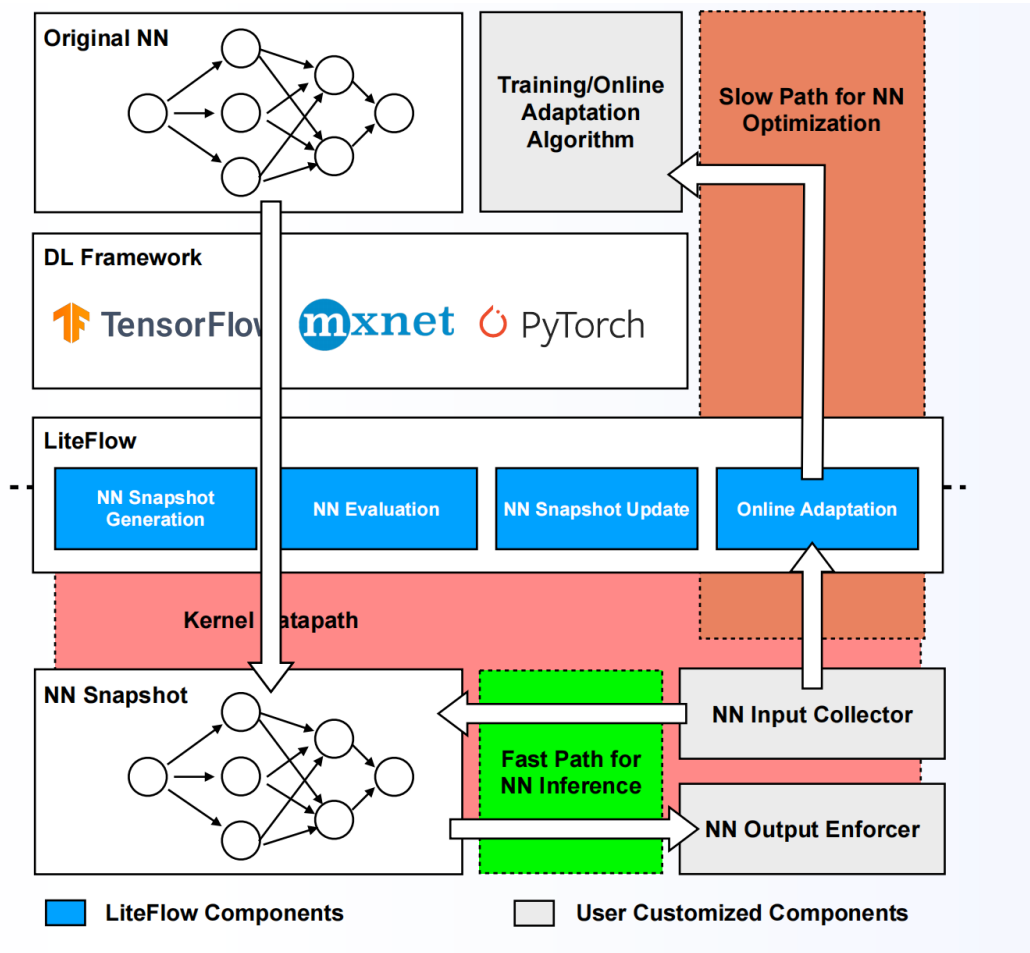 Original NN
Training/Online
Adaptation
Algorithm
Slow Path for NN
Optimization
DL Framework
TensorFlow
mxnet
PyTorch
LiteFlow
NN Snapshot
Generation
NN Evaluation
NN Snapshot Update
Online Adaptation
Kernel Datapath
NN Snapshot
NN Input Collector
Fast Path for
NN Inference
NN Output Enforcer
LiteFlow Components
User Customized Components